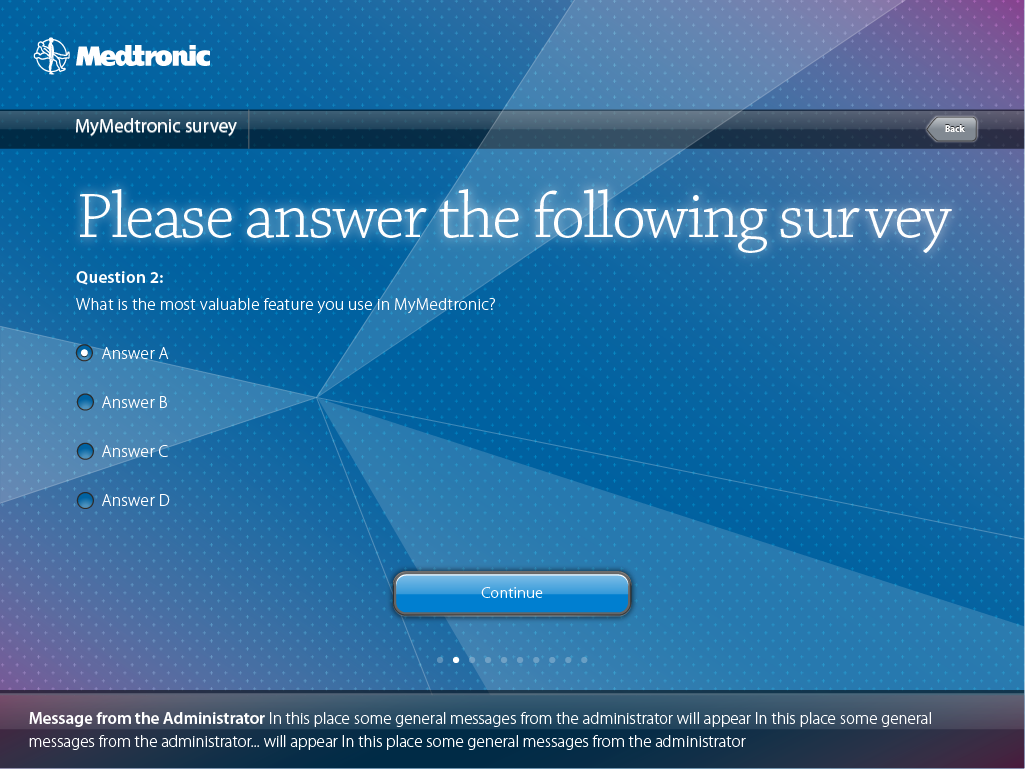 Medtronic
MyMedtronic survey
Back
Please answer the following survey
Question 2:
What is the most valuable feature you use in MyMedtronic?
Answer A
Answer B
Answer C
Answer D
Continue
Message from the Administrator In this place some general messages from the administrator will appear In this place some general
messages from the administrator... will appear In this place some general messages from the administrator